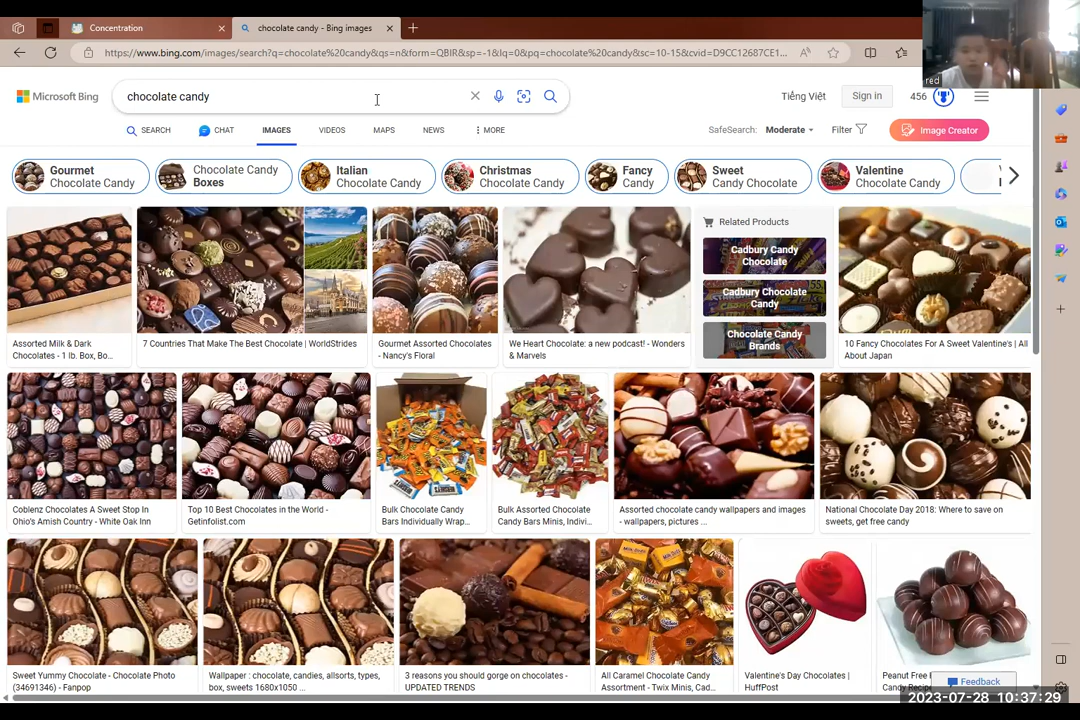 Concentration
chocolate candy - Bing images
https://www.bing.com/images/search?q=chocolate%20candy&qs=n&form=QBIR&sp=-1&lq=0&pq=chocolate%20candy&sc=10-15&cvid=D9CC12687CE1...
red
Microsoft Bing
chocolate candy
Tiếng Việt
Sign in
456
SEARCH
CHAT
IMAGES
VIDEOS
MAPS
NEWS
MORE
SafeSearch: Moderate
Filter
Image Creator
Gourmet
Chocolate Candy
Chocolate Candy
Boxes
Italian
Chocolate Candy
Christmas
Chocolate Candy
Fancy
Candy
Sweet
Candy Chocolate
Valentine
Chocolate Candy
Related Products
Cadbury Candy
Chocolate
Cadbury Chocolate
Candy
Chocolate Candy
Brands
Assorted Milk & Dark
Chocolates - 1 lb. Box, Bo...
7 Countries That Make The Best Chocolate | WorldStrides
Gourmet Assorted Chocolates
- Nancy's Floral
We Heart Chocolate: a new podcast! - Wonders
& Marvels
10 Fancy Chocolates For A Sweet Valentine's | All
About Japan
Coblenz Chocolates A Sweet Stop In
Ohio's Amish Country - White Oak Inn
Top 10 Best Chocolates in the World -
Getinfolist.com
Bulk Chocolate Candy
Bars Individually Wrap...
Bulk Assorted Chocolate
Candy Bars Minis, Indivi...
Assorted chocolate candy wallpapers and images
- wallpapers, pictures ...
National Chocolate Day 2018: Where to save on
sweets, get free candy
Sweet Yummy Chocolate - Chocolate Photo
(34691346) - Fanpop
Wallpaper : chocolate, candies, allsorts, types,
box, sweets 1680x1050 ...
3 reasons you should gorge on chocolates -
UPDATED TRENDS
All Caramel Chocolate Candy
Assortment - Twix Minis, Cad...
Valentine's Day Chocolates |
HuffPost
Peanut Free
Candy Recip
Feedback
2023-07-28 10:37:29